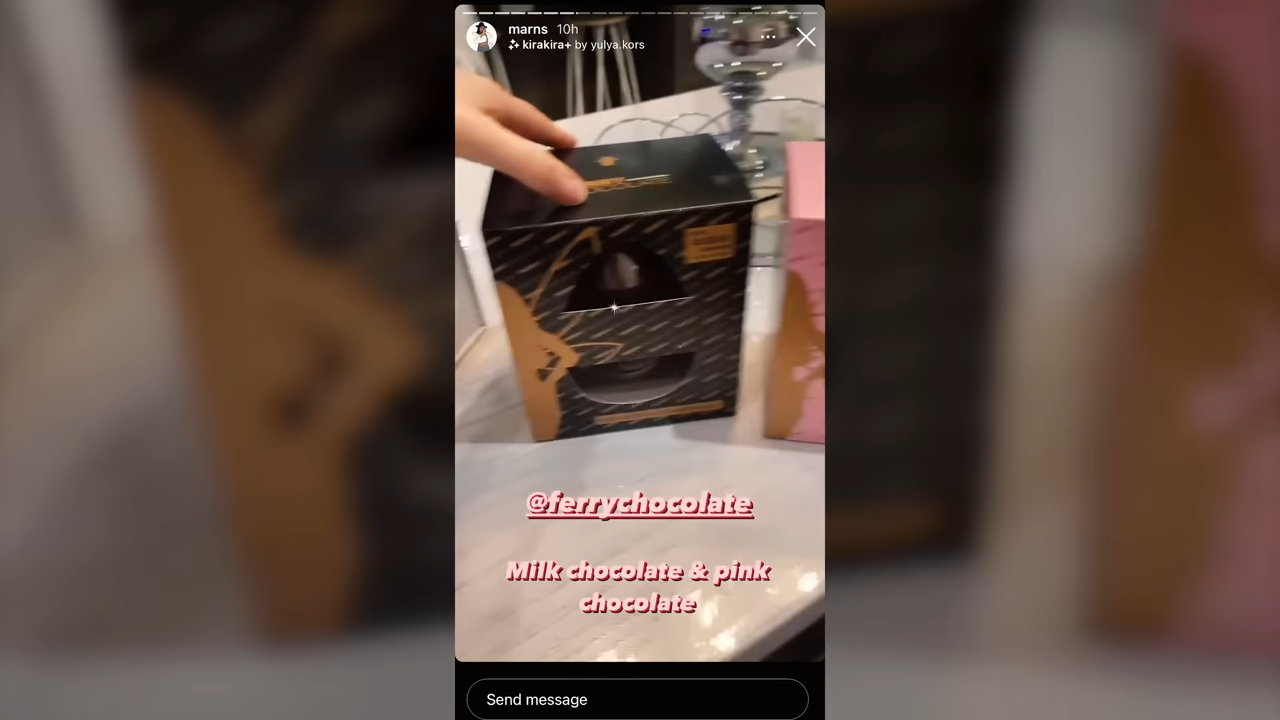 marns 10h
kirakira+ by yulya.kors
@ferrychocolate
Milk chocolate & pink
chocolate
Send message